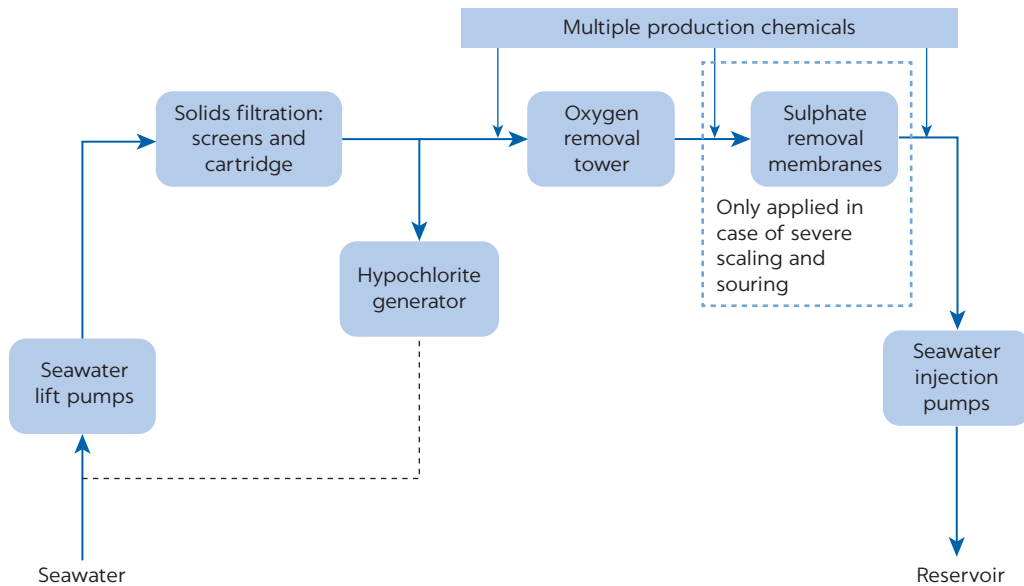 Multiple production chemicals
Solids filtration:
screens and
cartridge
Oxygen
removal
tower
Sulphate
removal
membranes
Only applied in
case of severe
scaling and
souring
Hypochlorite
generator
Seawater
lift pumps
Seawater
injection
pumps
Seawater
Reservoir